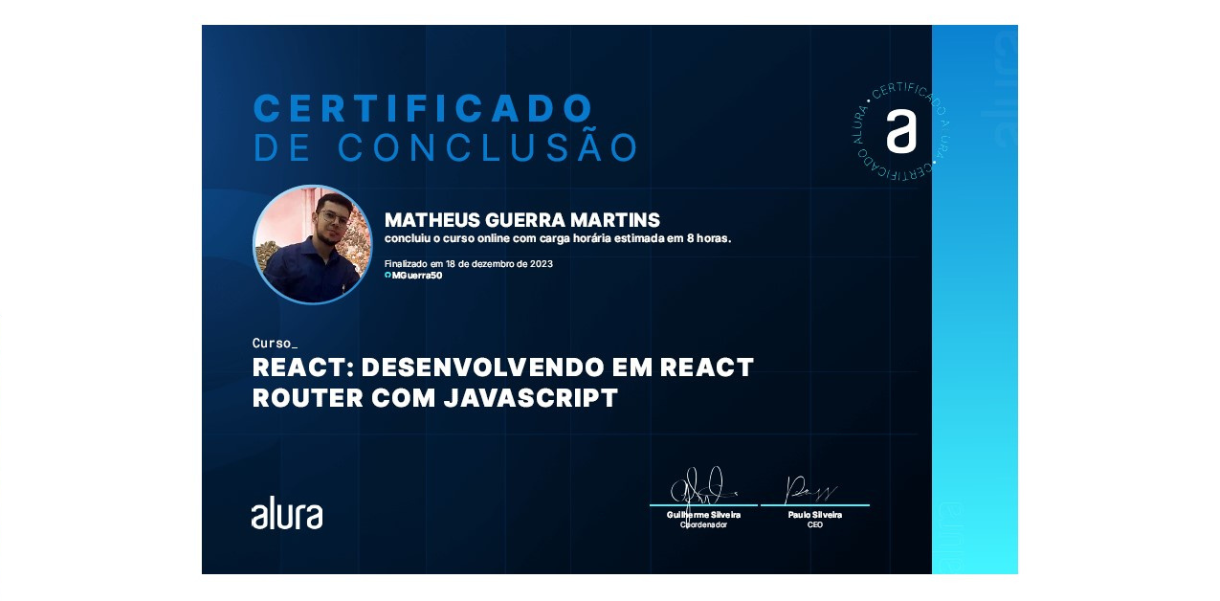 CERTIFICADO
DE CONCLUSÃO
CERTIFICADO ALURA • CERTIFICADO ALURA •
a
alura
MATHEUS GUERRA MARTINS
concluiu o curso online com carga horária estimada em 8 horas.
Finalizado em 18 de dezembro de 2023
MGuerra50
Curso_
REACT: DESENVOLVENDO EM REACT
ROUTER COM JAVASCRIPT
alura
Guilherme Silveira
Coordenador
Paulo Silveira
CEO
alura